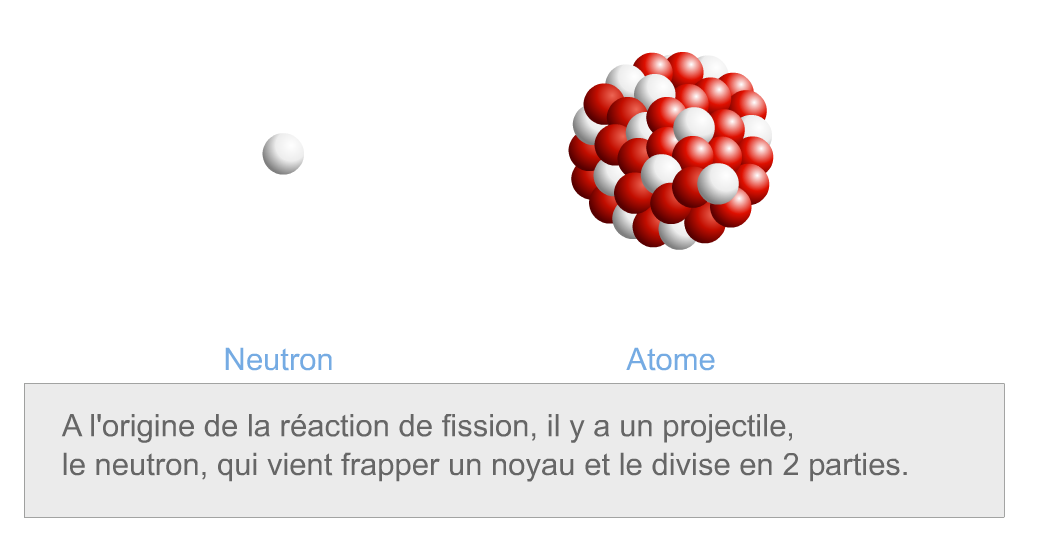 Neutron
Atome
A l'origine de la réaction de fission, il y a un projectile,
le neutron, qui vient frapper un noyau et le divise en 2 parties.